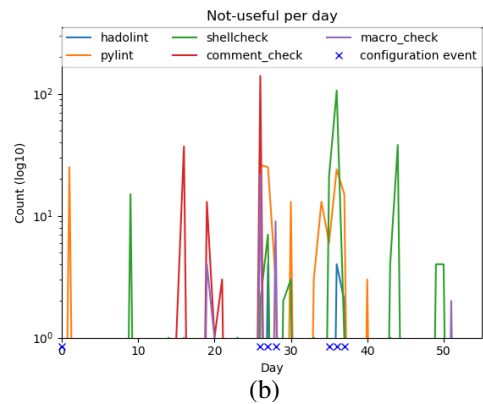 Not-useful per day
hadolint shellcheck macro_check
pylint comment_check configuration event
Count (log10)
10² 
10¹
10⁰
0 10 20 30 40 50
Day
(b)